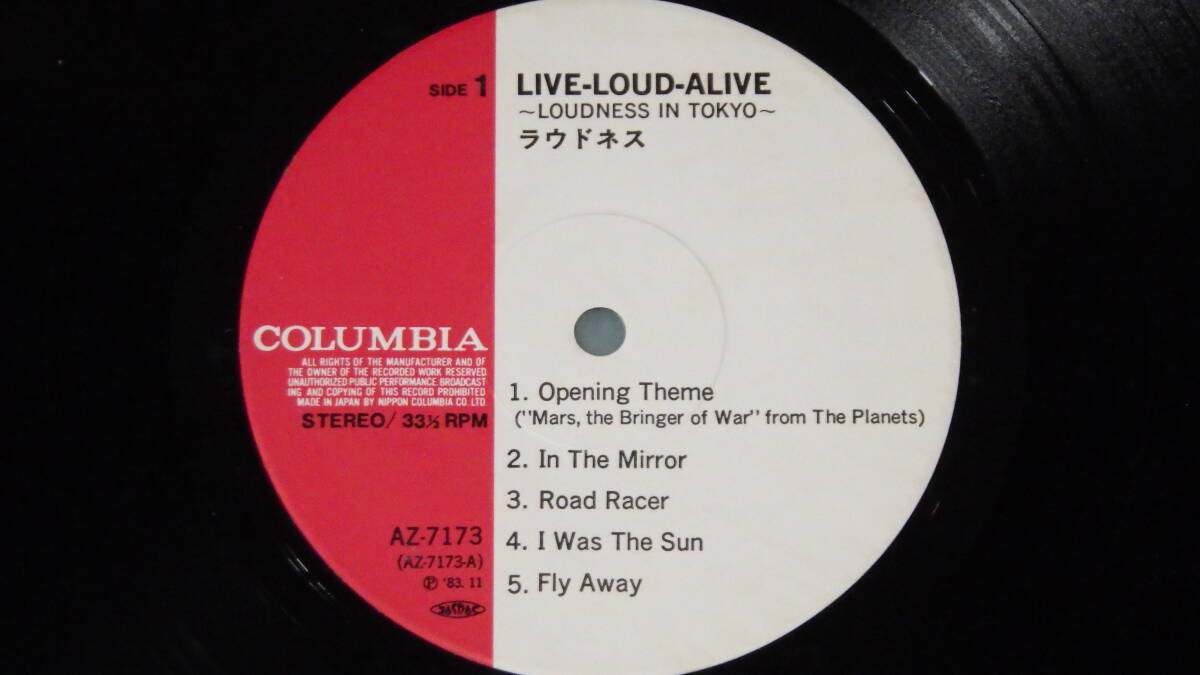 SIDE 1
LIVE-LOUD-ALIVE
~LOUDNESS IN TOKYO~
ラウドネス
COLUMBIA
ALL RIGHTS OF THE MANUFACTURER AND OF
THE OWNER OF THE RECORDED WORK RESERVED.
UNAUTHORIZED PUBLIC PERFORMANCE BROADCAST
ING AND COPYING OF THIS RECORD PROHIBITED.
MADE IN JAPAN BY NIPPON COLUMBIA CO. LTD.
STEREO/ 33⅓ RPM
AZ-7173
(AZ-7173-A)
Ⓟ '83. 11
JASRAC
1. Opening Theme
("Mars, the Bringer of War" from The Planets)
2. In The Mirror
3. Road Racer
4. I Was The Sun
5. Fly Away